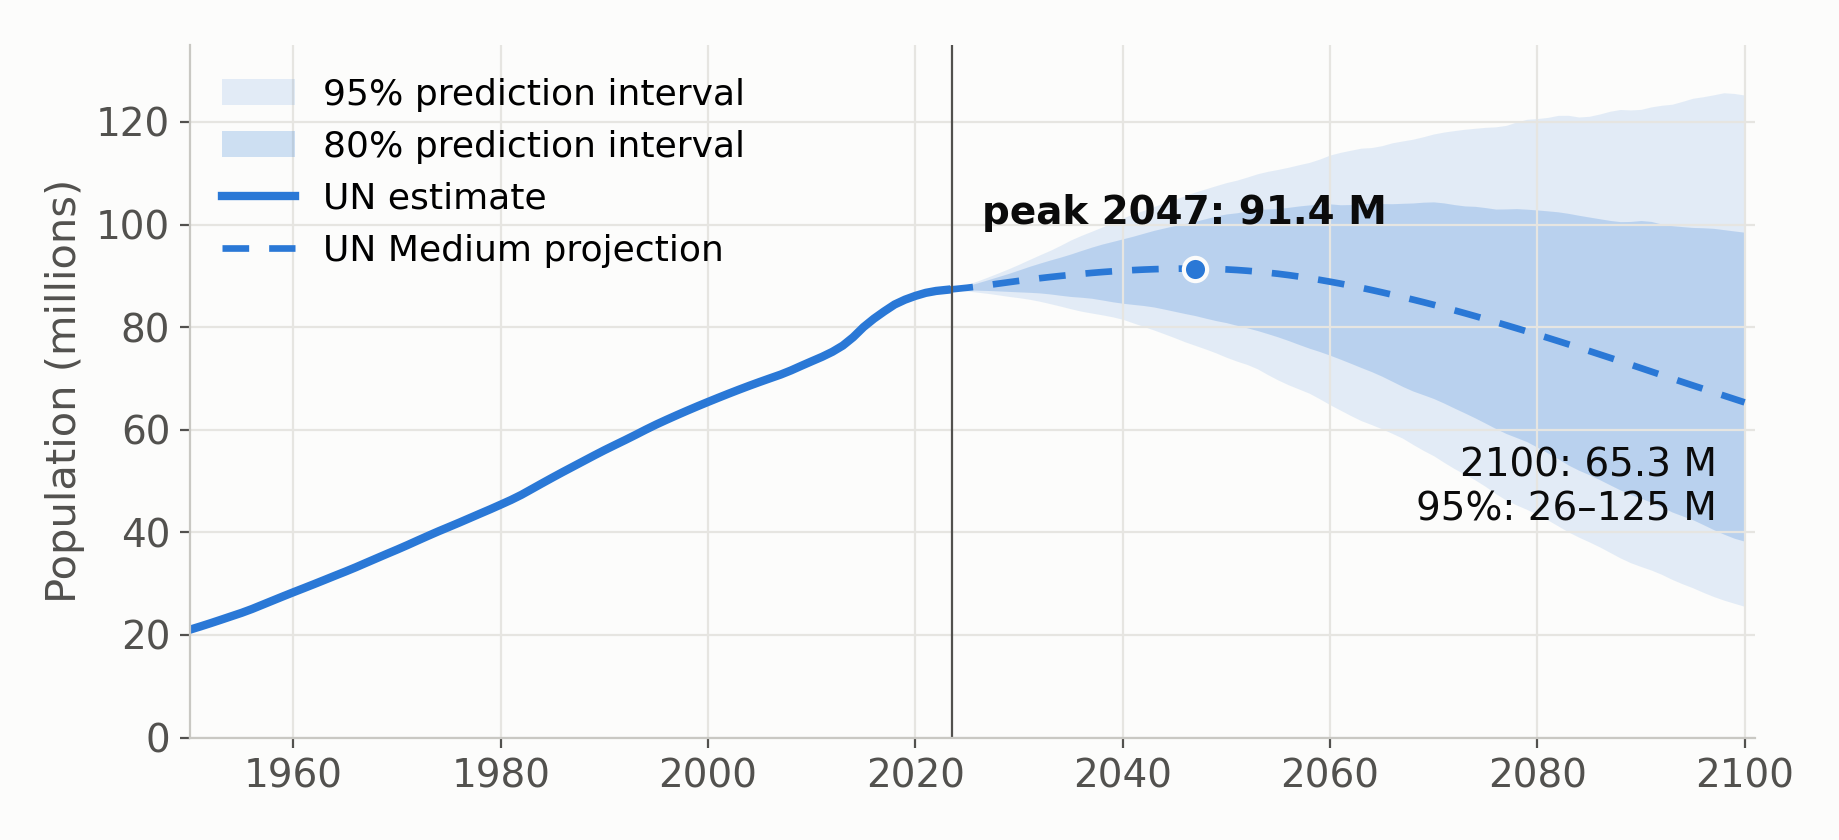 95% prediction interval
80% prediction interval
UN estimate
UN Medium projection
peak 2047: 91.4 M
2100: 65.3 M
95%: 26–125 M
Population (millions)
120
100
80
60
40
20
0
1960 1980 2000 2020 2040 2060 2080 2100